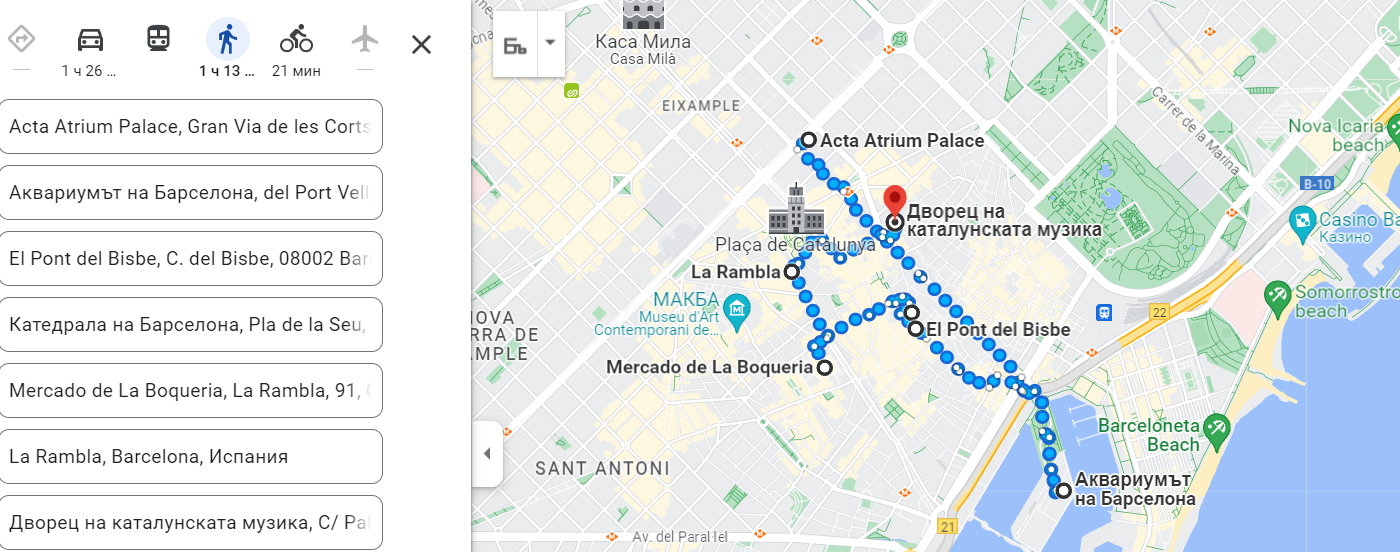 1 ч 26 ...
1 ч 13 ...
21 мин
Acta Atrium Palace, Gran Via de les Corts
Аквариумът на Барселона, del Port Vell
El Pont del Bisbe, C. del Bisbe, 08002 Bar
Катедрала на Барселона, Pla de la Seu,
Mercado de La Boqueria, La Rambla, 91,
La Rambla, Barcelona, Испания
Дворец на каталунската музика, C/ Pal
Каса Мила
Casa Milà
EIXAMPLE
Carrer de la Marina
Nova Icaria
beach
Acta Atrium Palace
B-10
Дворец на
каталунската музика
Casino Ba
Казино
Plaça de Catalunya
La Rambla
МАКБА
Museu d'Art
Contemporani de...
NOVA
RRA DE
AMPLE
Somorrostro
beach
22
El Pont del Bisbe
Mercado de La Boqueria
Barceloneta
Beach
SANT ANTONI
Аквариумът
на Барселона
21
Av. del Paral·lel